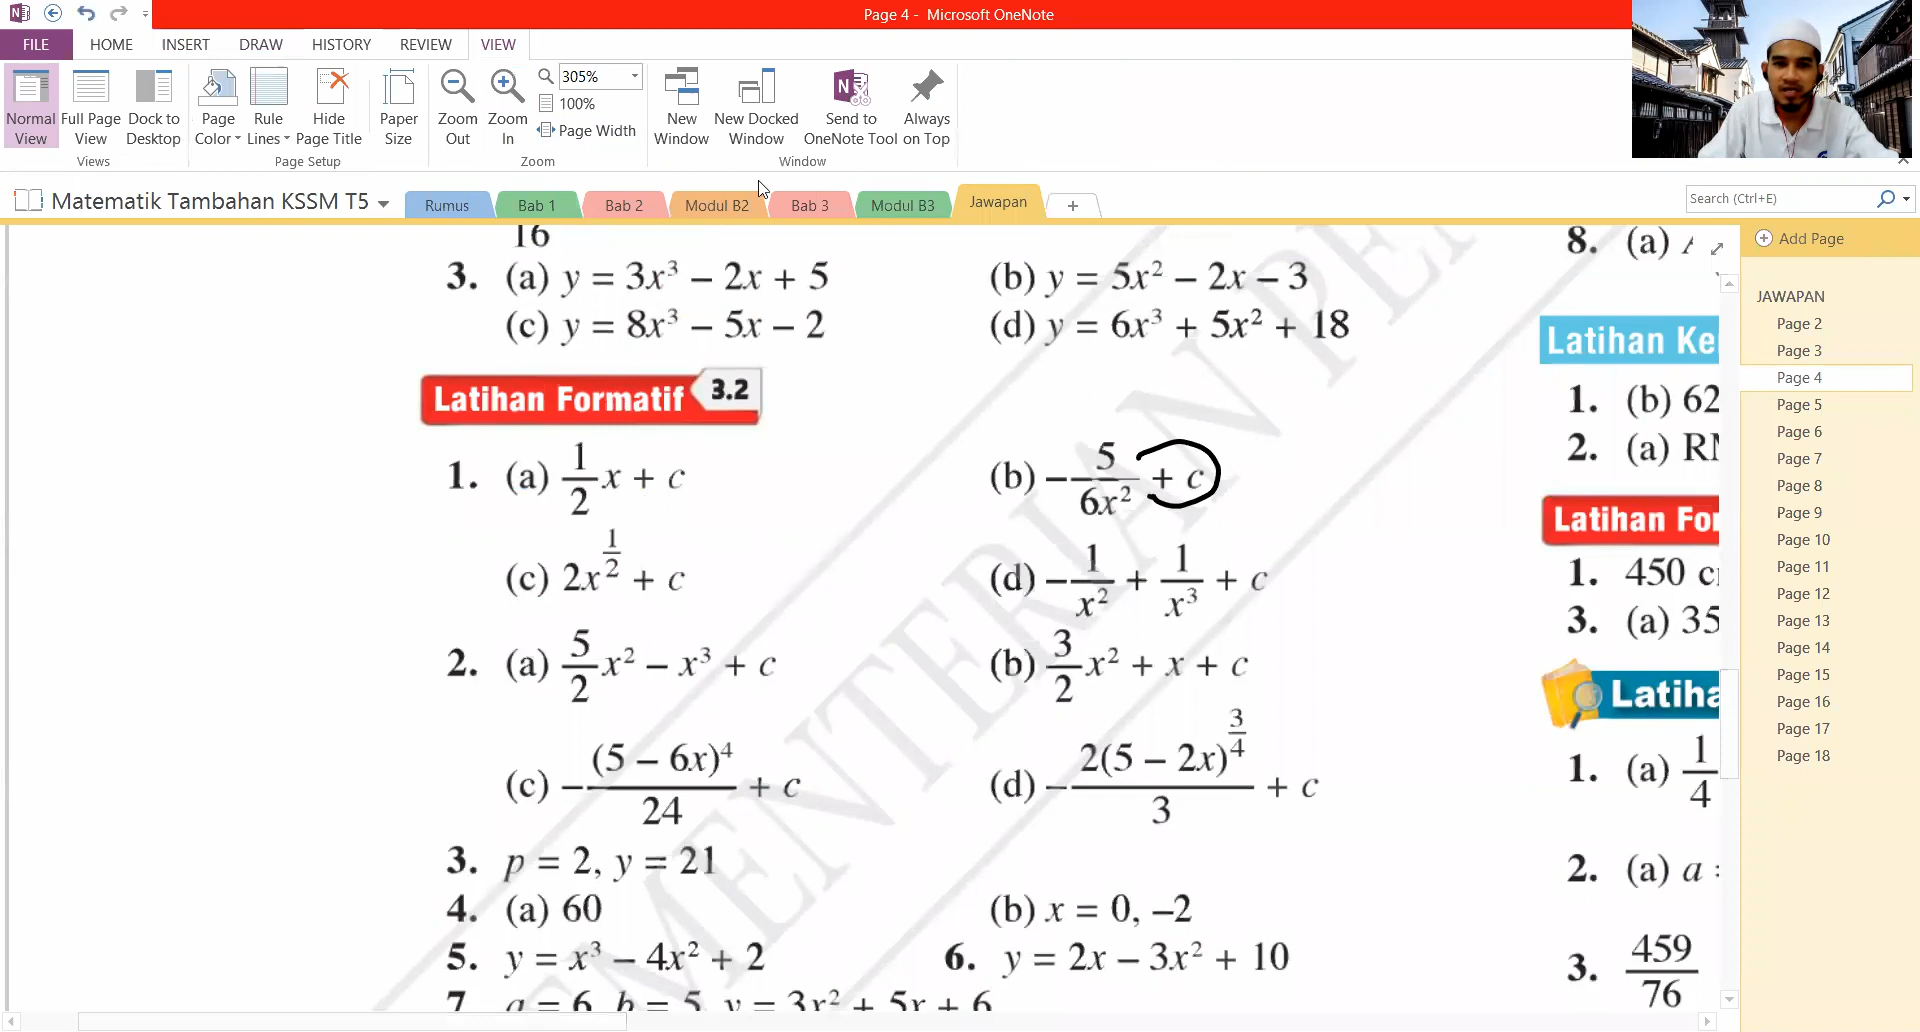 Page 4 - Microsoft OneNote
FILE HOME INSERT DRAW HISTORY REVIEW VIEW
Normal View
Full Page View
Dock to Desktop
Views
Page Color
Rule Lines
Hide Page Title
Paper Size
Page Setup
Zoom Out
Zoom In
305%
100%
Page Width
Zoom
New Window
New Docked Window
Send to OneNote Tool
Always on Top
Window
Matematik Tambahan KSSM T5
Rumus Bab 1 Bab 2 Modul B2 Bab 3 Modul B3 Jawapan +
Search (Ctrl+E)
16
3. (a) y = 3x³ – 2x + 5 (b) y = 5x² – 2x – 3
(c) y = 8x³ – 5x – 2 (d) y = 6x³ + 5x² + 18
Latihan Formatif 3.2
1. (a) 1/2 x + c (b) –5/6x² + c
(c) 2x^1/2 + c (d) –1/x² + 1/x³ + c
2. (a) 5/2 x² – x³ + c (b) 3/2 x² + x + c
(c) –(5 – 6x)⁴/24 + c (d) –2(5 – 2x)^3/4/3 + c
3. p = 2, y = 21
4. (a) 60 (b) x = 0, –2
5. y = x³ – 4x² + 2 6. y = 2x – 3x² + 10
7 a = 6, b = 5, y = 3x² + 5x + 6
8. (a)
Latihan Ke
1. (b) 62
2. (a)
Latihan For
1. 450
3. (a) 35
Latiha
1. (a) 1/4
2. (a) a
3. 459/76
KEMENTERIAN PE
Add Page
JAWAPAN
Page 2
Page 3
Page 4
Page 5
Page 6
Page 7
Page 8
Page 9
Page 10
Page 11
Page 12
Page 13
Page 14
Page 15
Page 16
Page 17
Page 18